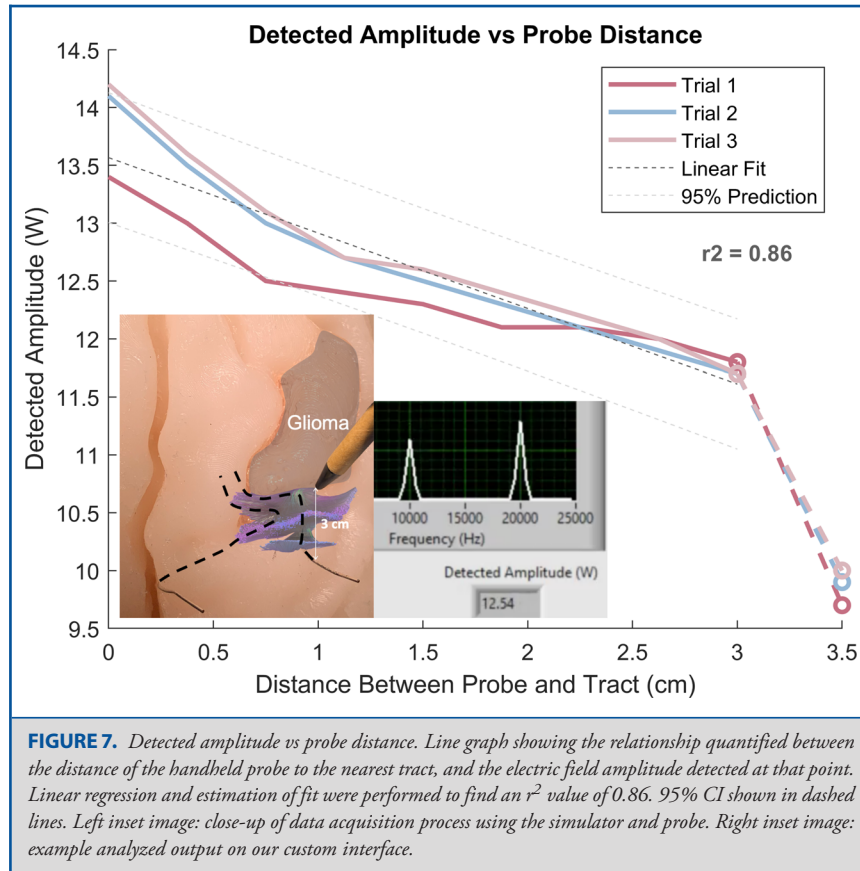 Detected Amplitude vs Probe Distance
14.5
14
13.5
13
12.5
12
11.5
11
10.5
10
9.5
Detected Amplitude (W)
Trial 1
Trial 2
Trial 3
Linear Fit
95% Prediction
r2 = 0.86
Glioma
3 cm
10000 15000 20000 25000
Frequency (Hz)
Detected Amplitude (W)
12.54
0 0.5 1 1.5 2 2.5 3 3.5
Distance Between Probe and Tract (cm)
FIGURE 7. Detected amplitude vs probe distance. Line graph showing the relationship quantified between
the distance of the handheld probe to the nearest tract, and the electric field amplitude detected at that point.
Linear regression and estimation of fit were performed to find an r² value of 0.86. 95% CI shown in dashed
lines. Left inset image: close-up of data acquisition process using the simulator and probe. Right inset image:
example analyzed output on our custom interface.